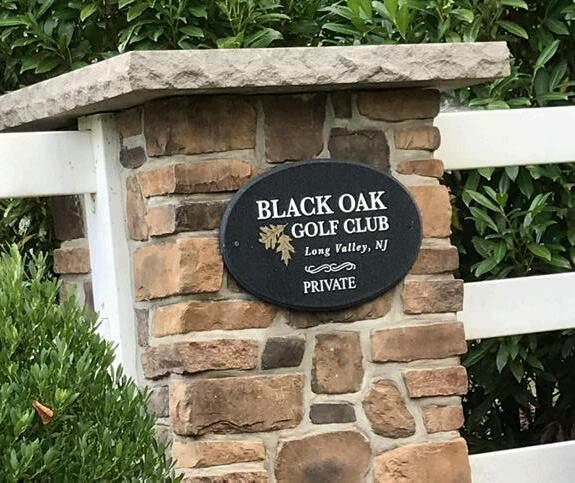 BLACK OAK
GOLF CLUB
Long Valley, NJ
PRIVATE